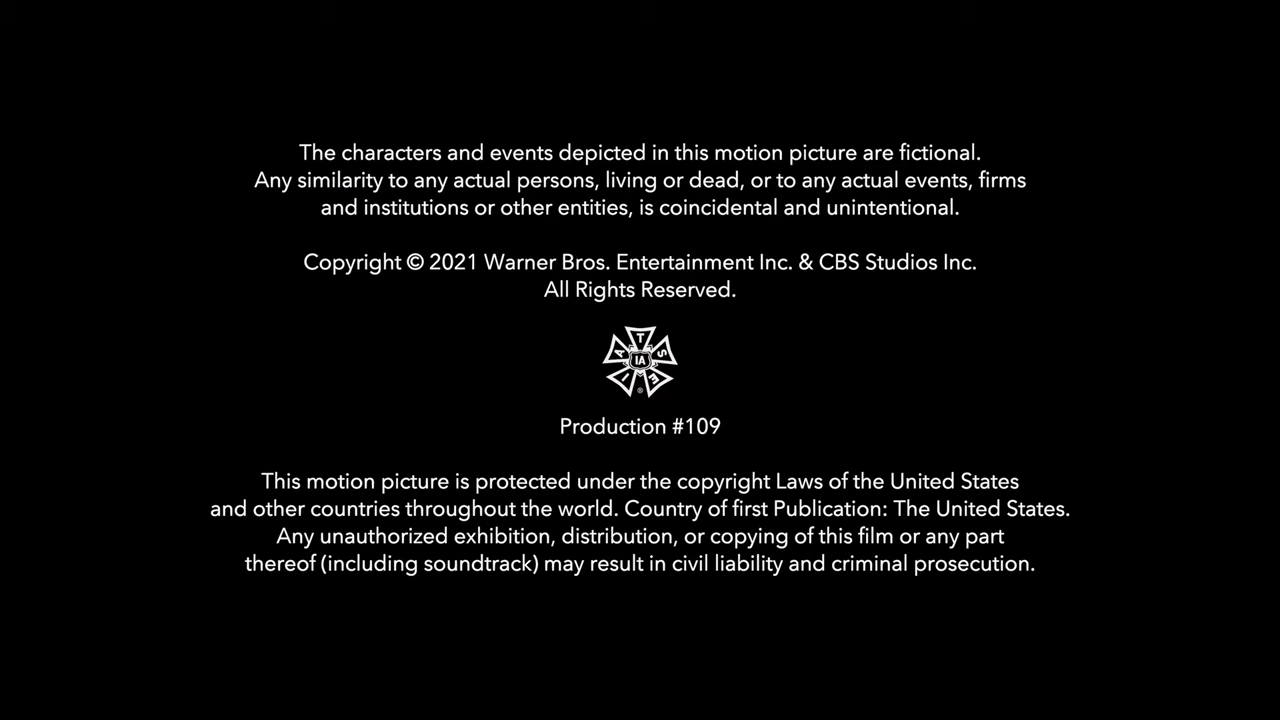 The characters and events depicted in this motion picture are fictional.
Any similarity to any actual persons, living or dead, or to any actual events, firms
and institutions or other entities, is coincidental and unintentional.
Copyright © 2021 Warner Bros. Entertainment Inc. & CBS Studios Inc.
All Rights Reserved.
I A T S E
IA
®
Production #109
This motion picture is protected under the copyright Laws of the United States
and other countries throughout the world. Country of first Publication: The United States.
Any unauthorized exhibition, distribution, or copying of this film or any part
thereof (including soundtrack) may result in civil liability and criminal prosecution.